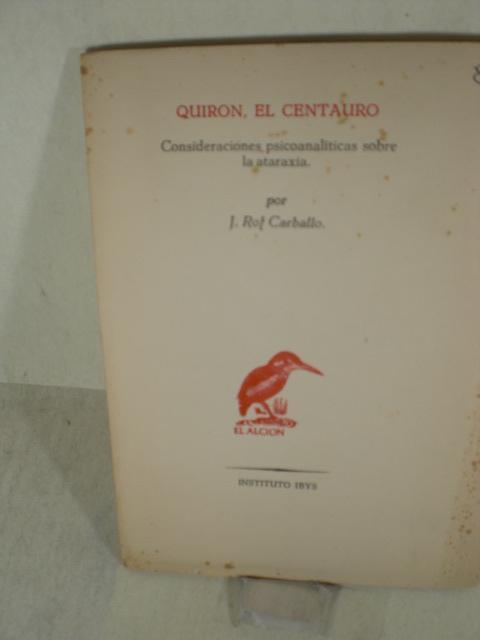 QUIRON, EL CENTAURO
Consideraciones psicoanalíticas sobre
la ataraxia.
por
J. Rof Carballo.
EL ALCION
INSTITUTO IBYS